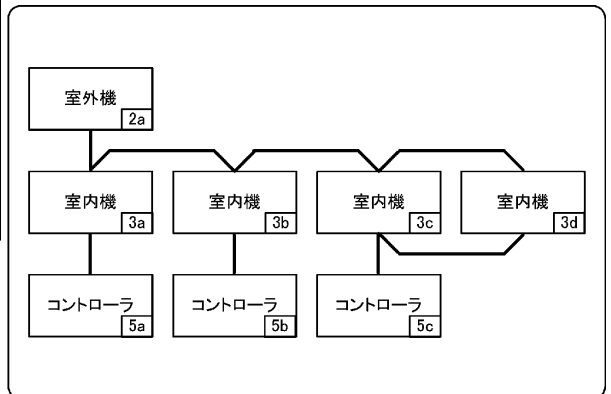 室外機
2a
室内機
3a
室内機
3b
室内機
3c
室内機
3d
コントローラ
5a
コントローラ
5b
コントローラ
5c